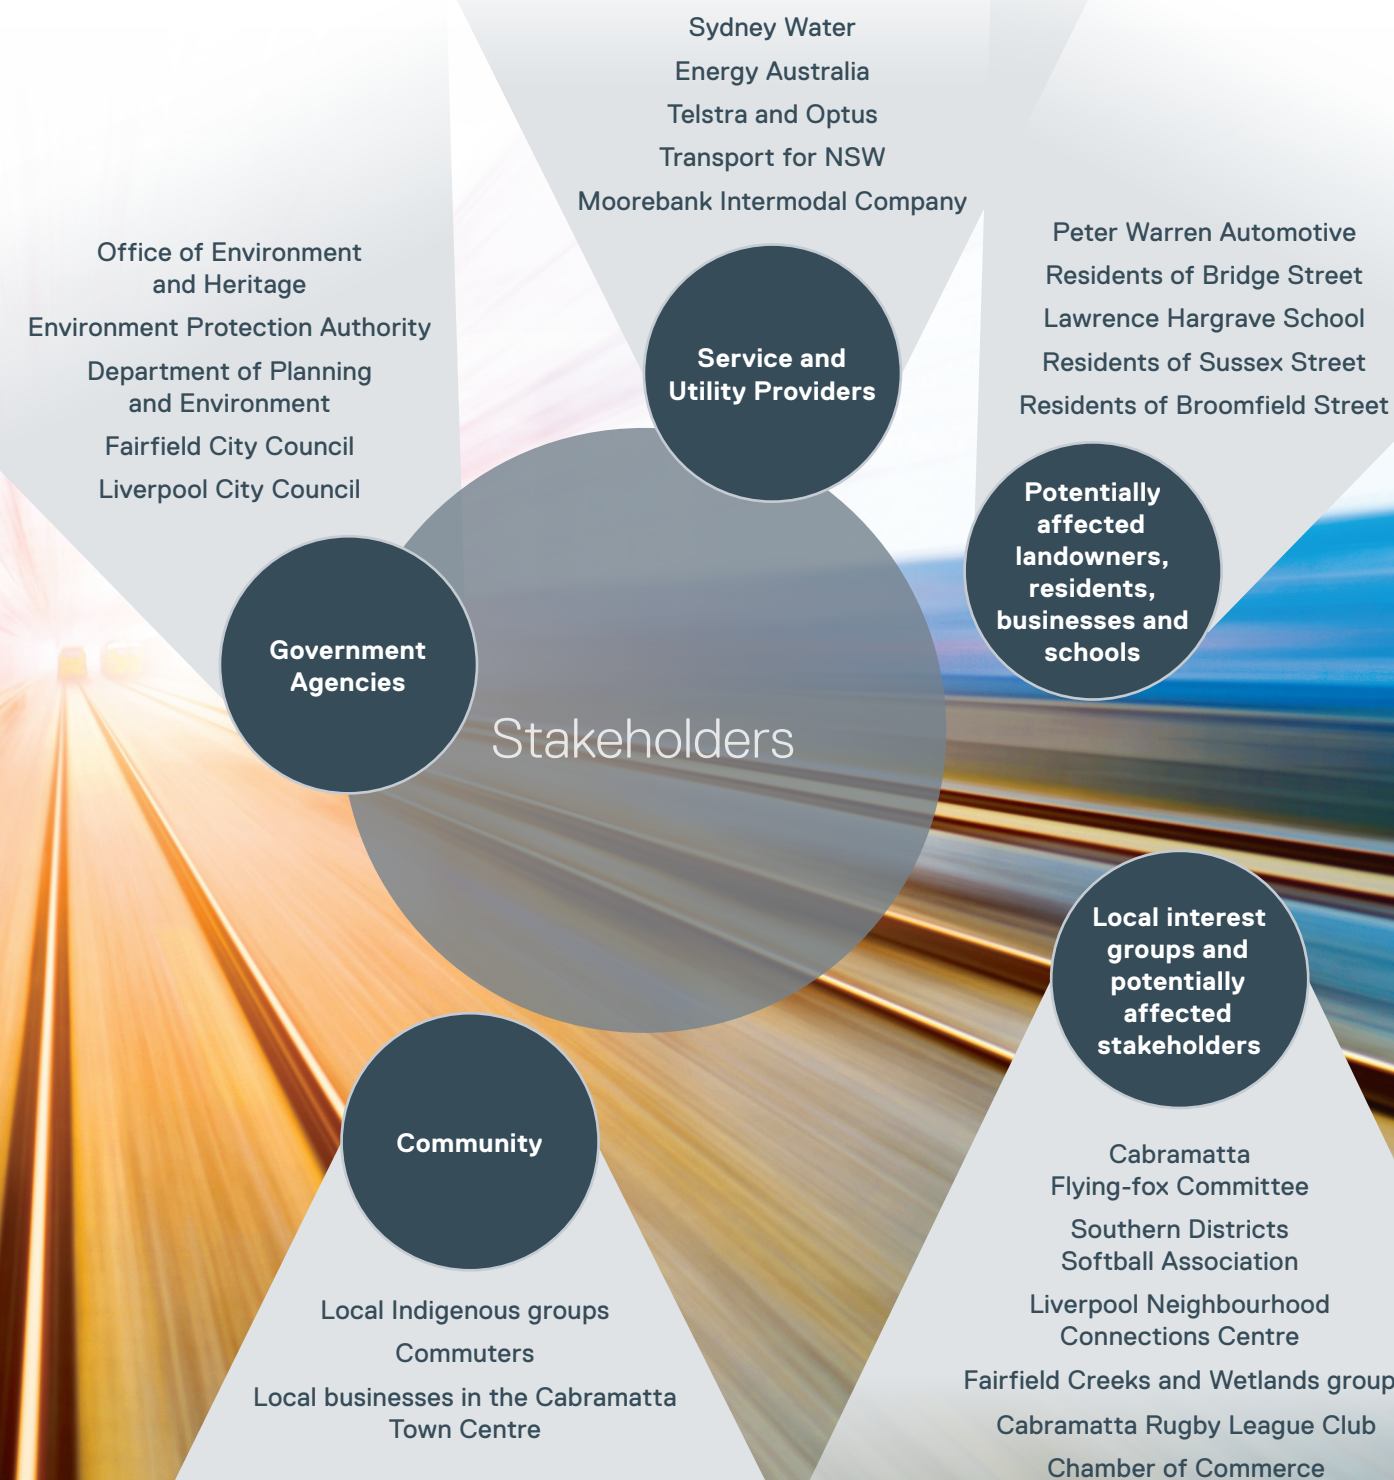 Sydney Water
Energy Australia
Telstra and Optus
Transport for NSW
Moorebank Intermodal Company
Service and
Utility Providers
Office of Environment
and Heritage
Environment Protection Authority
Department of Planning
and Environment
Fairfield City Council
Liverpool City Council
Government
Agencies
Peter Warren Automotive
Residents of Bridge Street
Lawrence Hargrave School
Residents of Sussex Street
Residents of Broomfield Street
Potentially
affected
landowners,
residents,
businesses and
schools
Stakeholders
Local interest
groups and
potentially
affected
stakeholders
Cabramatta
Flying-fox Committee
Southern Districts
Softball Association
Liverpool Neighbourhood
Connections Centre
Fairfield Creeks and Wetlands group
Cabramatta Rugby League Club
Chamber of Commerce
Community
Local Indigenous groups
Commuters
Local businesses in the Cabramatta
Town Centre